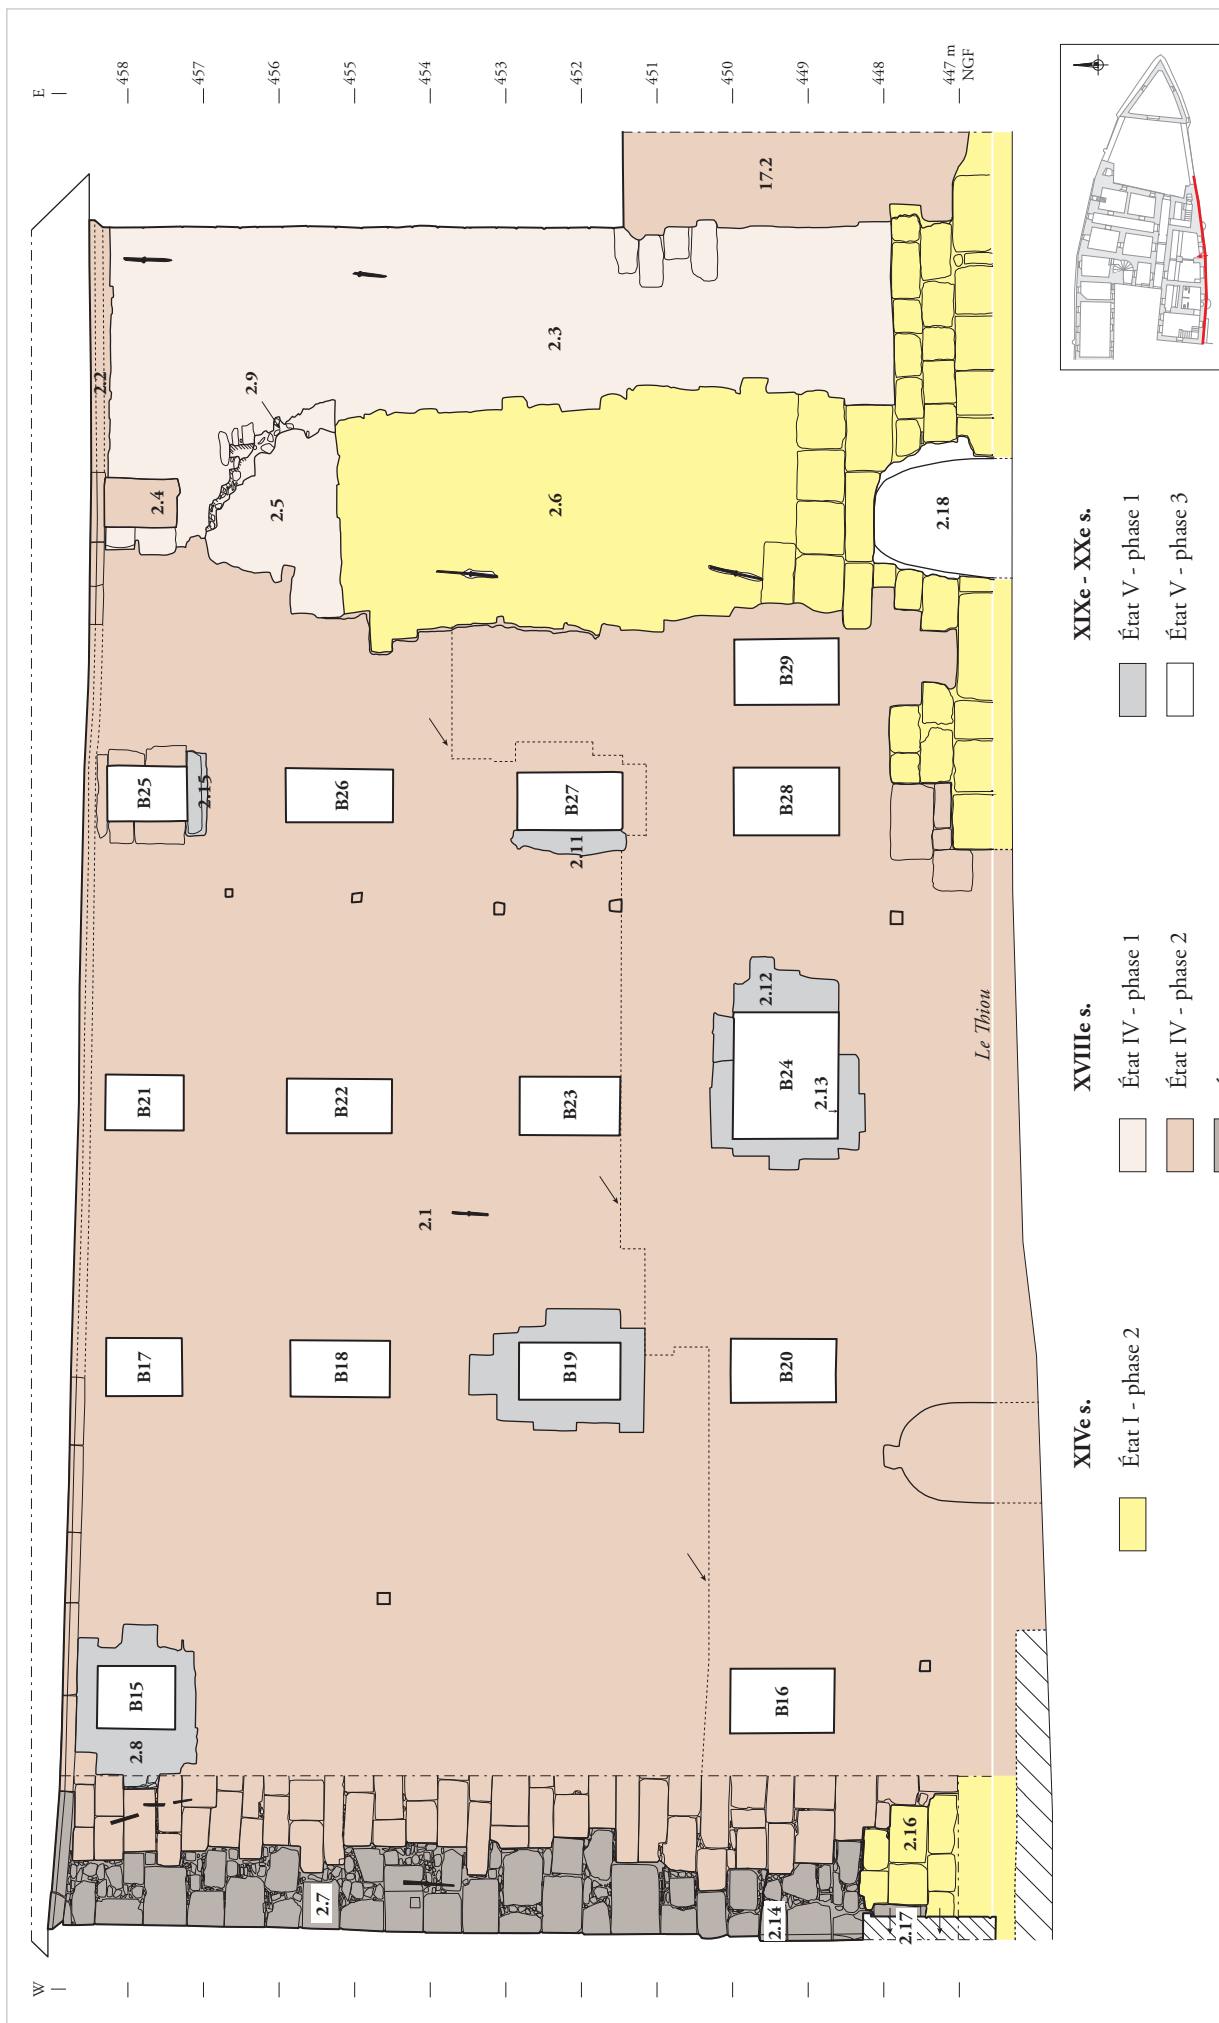 W
E
458
457
456
455
454
453
452
451
450
449
448
447 m
NGF
2.2
2.4
2.9
2.5
2.3
2.6
17.2
2.18
B15
2.8
B16
B17
B18
B19
B20
2.1
B21
B22
B23
B24
2.12
2.13
B25
2.15
B26
B27
2.11
B28
B29
2.7
2.14
2.16
2.17
Le Thiou
XIVe s.
État I - phase 2
XVIIIe s.
État IV - phase 1
État IV - phase 2
XIXe - XXe s.
État V - phase 1
État V - phase 3